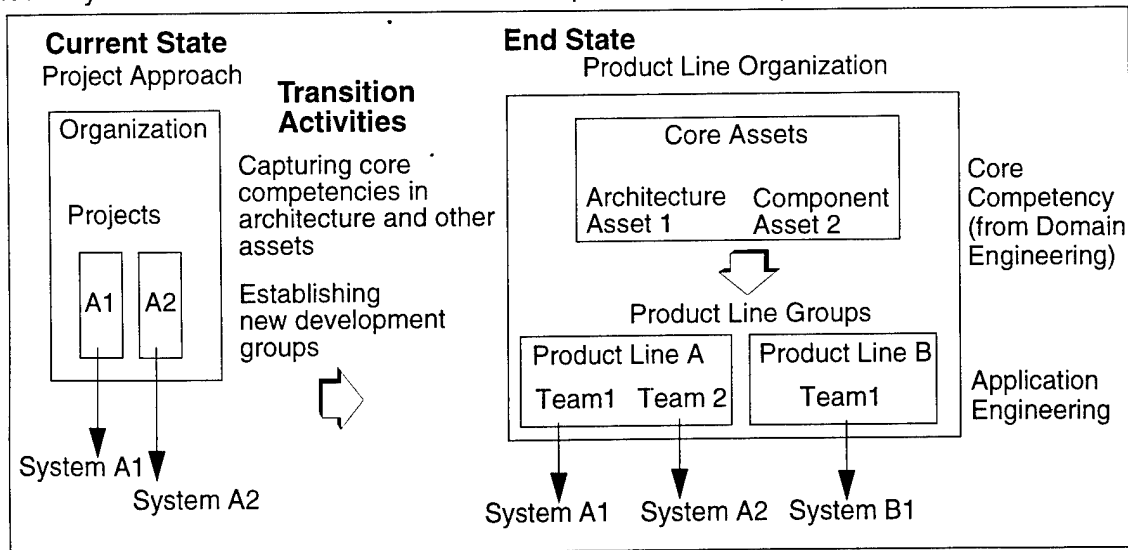 Current State
Project Approach
Organization
Projects
A1
A2
System A1
System A2
Transition
Activities
Capturing core
competencies in
architecture and other
assets
Establishing
new development
groups
End State
Product Line Organization
Core Assets
Architecture
Asset 1
Component
Asset 2
Product Line Groups
Product Line A
Team1
Team 2
Product Line B
Team1
System A1
System A2
System B1
Core
Competency
(from Domain
Engineering)
Application
Engineering